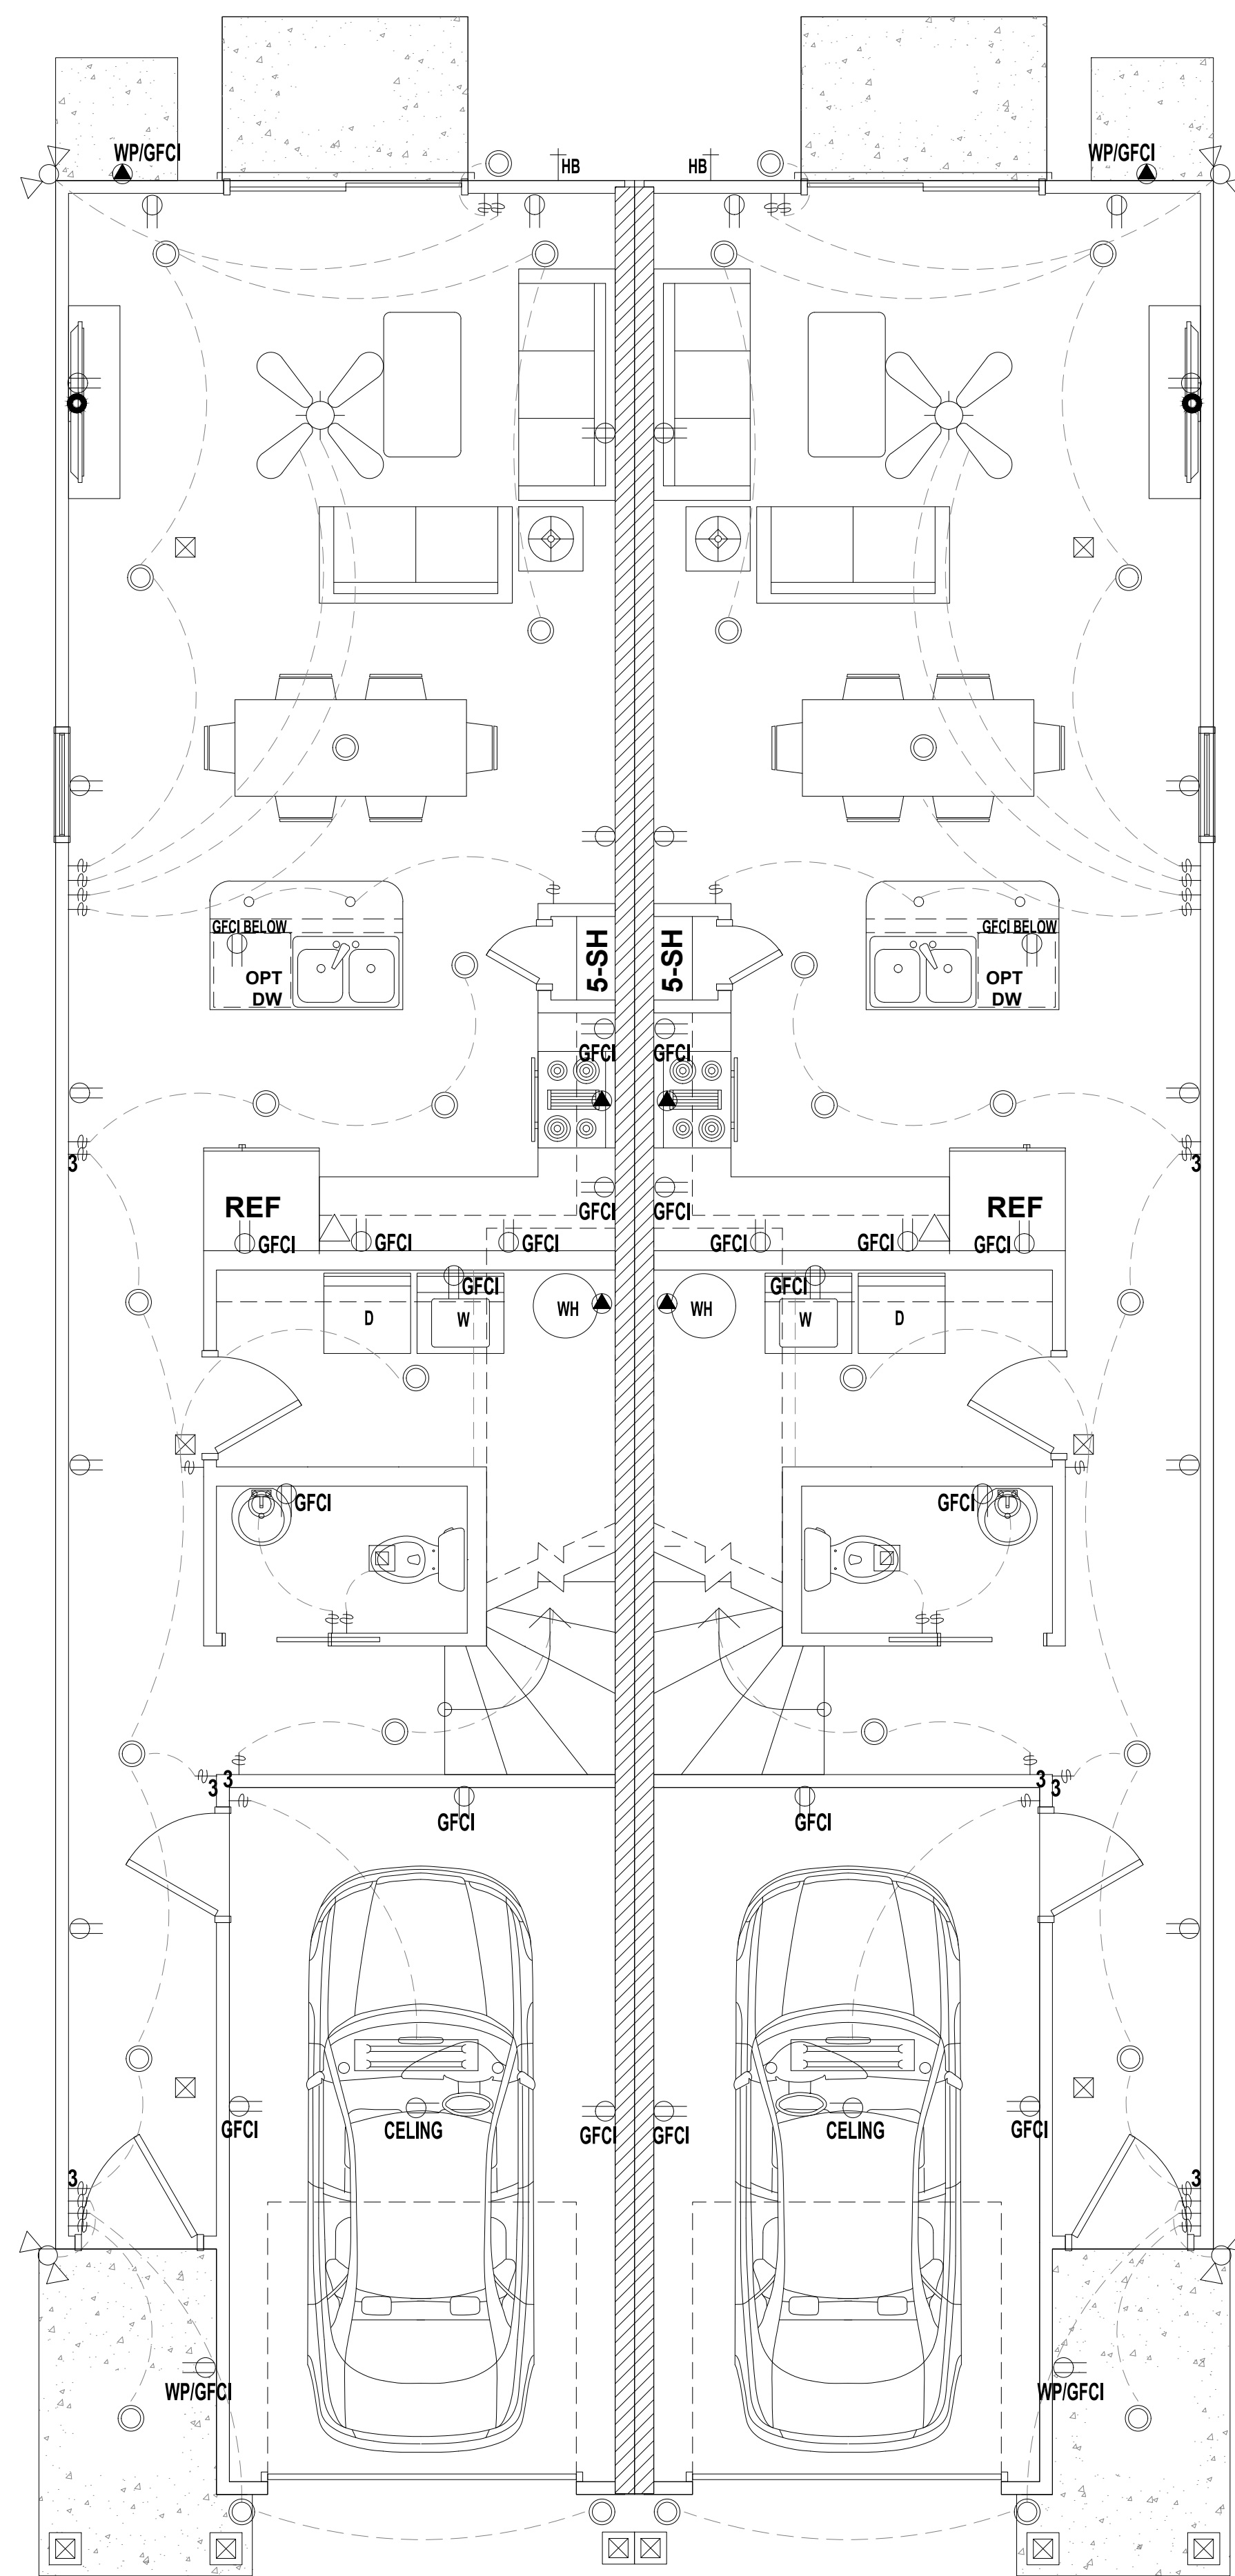 WP/GFCI
WP/GFCI
HB
HB
GFCI BELOW
GFCI BELOW
5-SH
5-SH
OPT
DW
OPT
DW
GFCI
GFCI
3
3
REF
REF
GFCI
GFCI
GFCI
GFCI
GFCI
GFCI
GFCI
GFCI
GFCI
GFCI
D
W
WH
WH
W
D
GFCI
GFCI
3
3
3
3
GFCI
GFCI
GFCI
CELING
GFCI
GFCI
CELING
GFCI
3
3
WP/GFCI
WP/GFCI